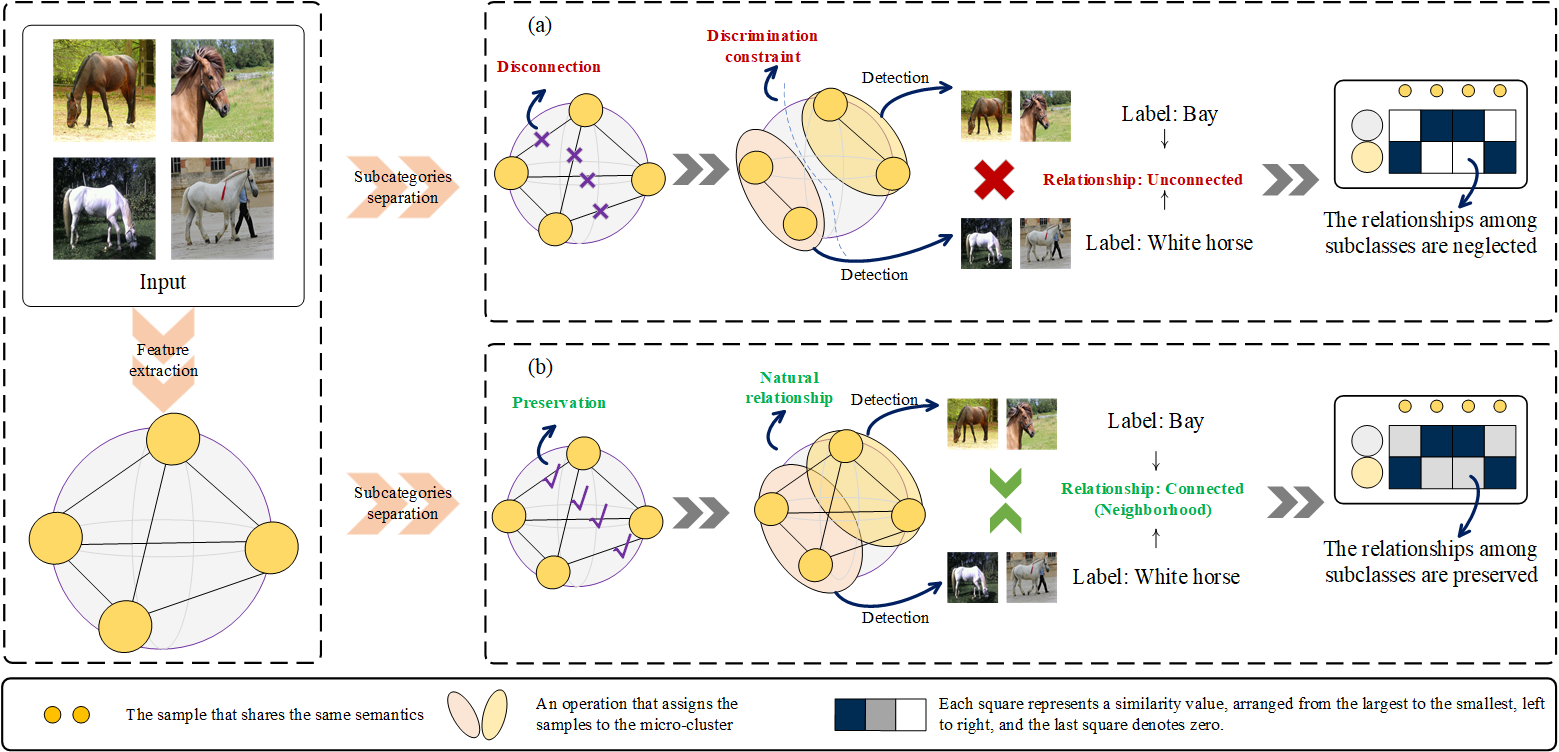 Input
Feature
extraction
Subcategories
separation
(a)
Disconnection
Discrimination
constraint
Detection
Detection
Label: Bay
Relationship: Unconnected
Label: White horse
The relationships among
subclasses are neglected
Subcategories
separation
(b)
Preservation
Natural
relationship
Detection
Detection
Label: Bay
Relationship: Connected
(Neighborhood)
Label: White horse
The relationships among
subclasses are preserved
The sample that shares the same semantics
An operation that assigns the
samples to the micro-cluster
Each square represents a similarity value, arranged from the largest to the smallest, left
to right, and the last square denotes zero.